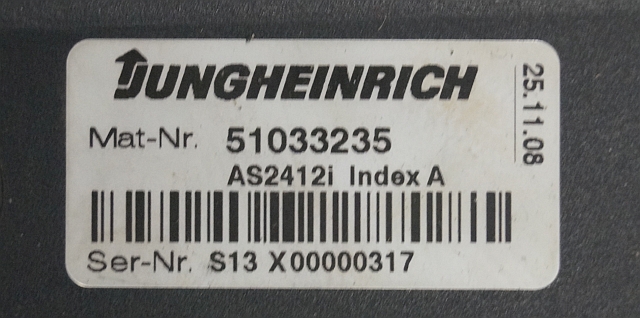 JUNGHEINRICH
25.11.08
Mat-Nr. 51033235
AS2412i Index A
Ser-Nr. S13 X00000317